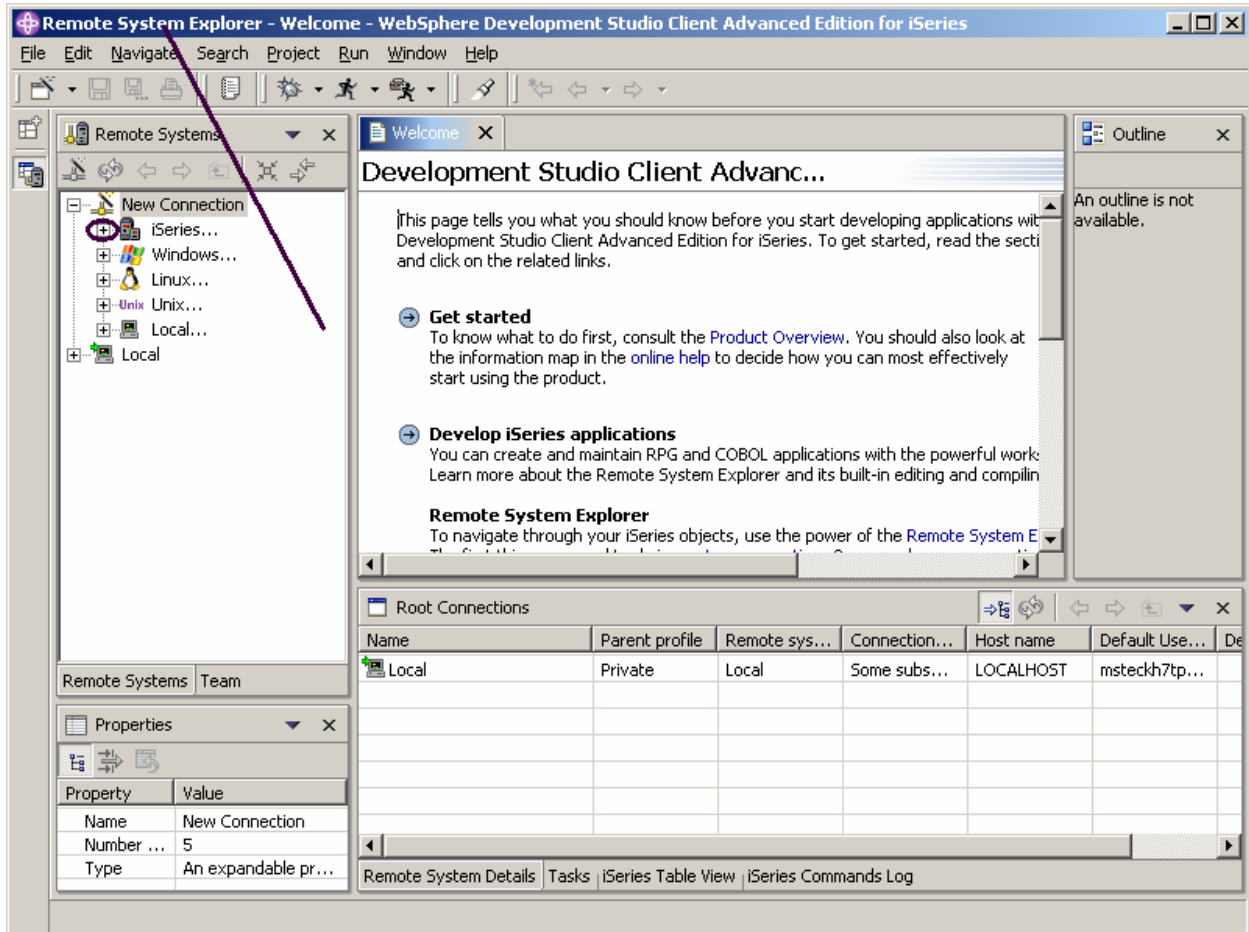 Remote System Explorer - Welcome - WebSphere Development Studio Client Advanced Edition for iSeries
File Edit Navigate Search Project Run Window Help
Remote Systems
New Connection
iSeries...
Windows...
Linux...
Unix Unix...
Local...
Local
Remote Systems Team
Properties
Property Value
Name New Connection
Number ... 5
Type An expandable pr...
Welcome
Development Studio Client Advanc...
This page tells you what you should know before you start developing applications wit
Development Studio Client Advanced Edition for iSeries. To get started, read the secti
and click on the related links.
Get started
To know what to do first, consult the Product Overview. You should also look at
the information map in the online help to decide how you can most effectively
start using the product.
Develop iSeries applications
You can create and maintain RPG and COBOL applications with the powerful work
Learn more about the Remote System Explorer and its built-in editing and compilin
Remote System Explorer
To navigate through your iSeries objects, use the power of the Remote System E
Outline
An outline is not
available.
Root Connections
Name Parent profile Remote sys... Connection... Host name Default Use... De
Local Private Local Some subs... LOCALHOST msteckh7tp...
Remote System Details Tasks iSeries Table View iSeries Commands Log